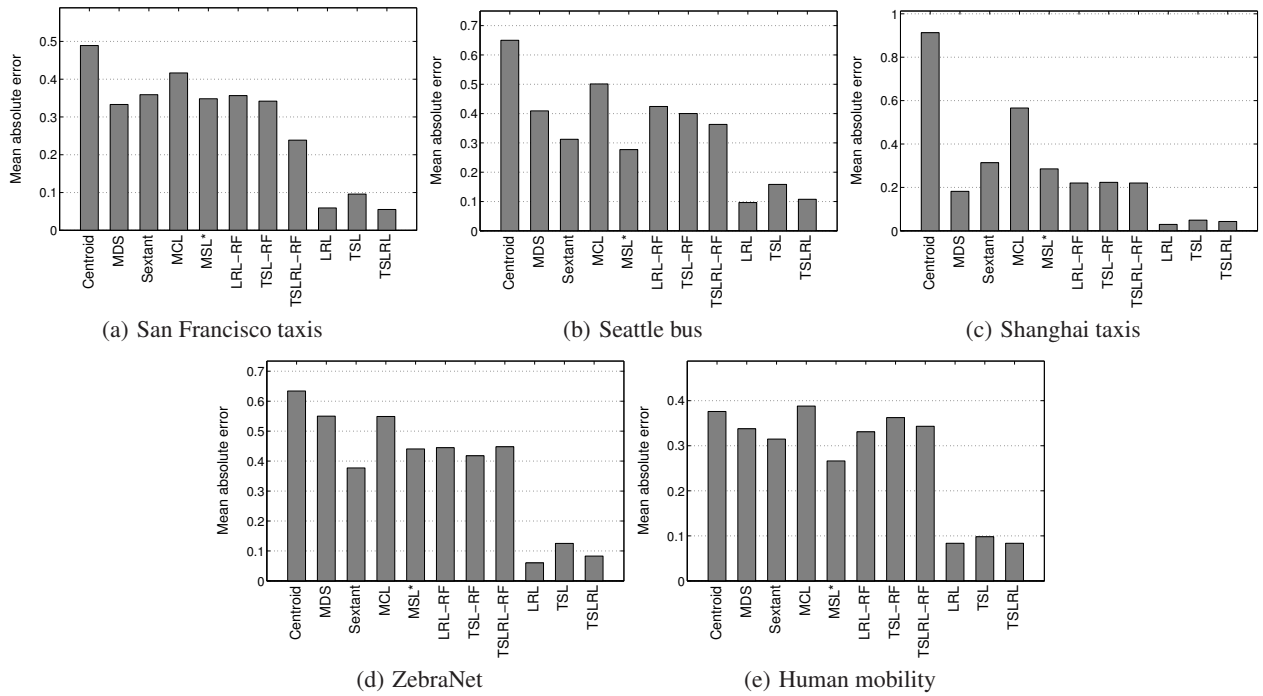 Mean absolute error
0.5
0.4
0.3
0.2
0.1
0
Centroid
MDS
Sextant
MCL
MSL*
LRL-RF
TSL-RF
TSLRL-RF
LRL
TSL
TSLRL
(a) San Francisco taxis
Mean absolute error
0.7
0.6
0.5
0.4
0.3
0.2
0.1
0
Centroid
MDS
Sextant
MCL
MSL*
LRL-RF
TSL-RF
TSLRL-RF
LRL
TSL
TSLRL
(b) Seattle bus
Mean absolute error
1
0.8
0.6
0.4
0.2
0
Centroid
MDS
Sextant
MCL
MSL*
LRL-RF
TSL-RF
TSLRL-RF
LRL
TSL
TSLRL
(c) Shanghai taxis
Mean absolute error
0.7
0.6
0.5
0.4
0.3
0.2
0.1
0
Centroid
MDS
Sextant
MCL
MSL*
LRL-RF
TSL-RF
TSLRL-RF
LRL
TSL
TSLRL
(d) ZebraNet
Mean absolute error
0.4
0.3
0.2
0.1
0
Centroid
MDS
Sextant
MCL
MSL*
LRL-RF
TSL-RF
TSLRL-RF
LRL
TSL
TSLRL
(e) Human mobility